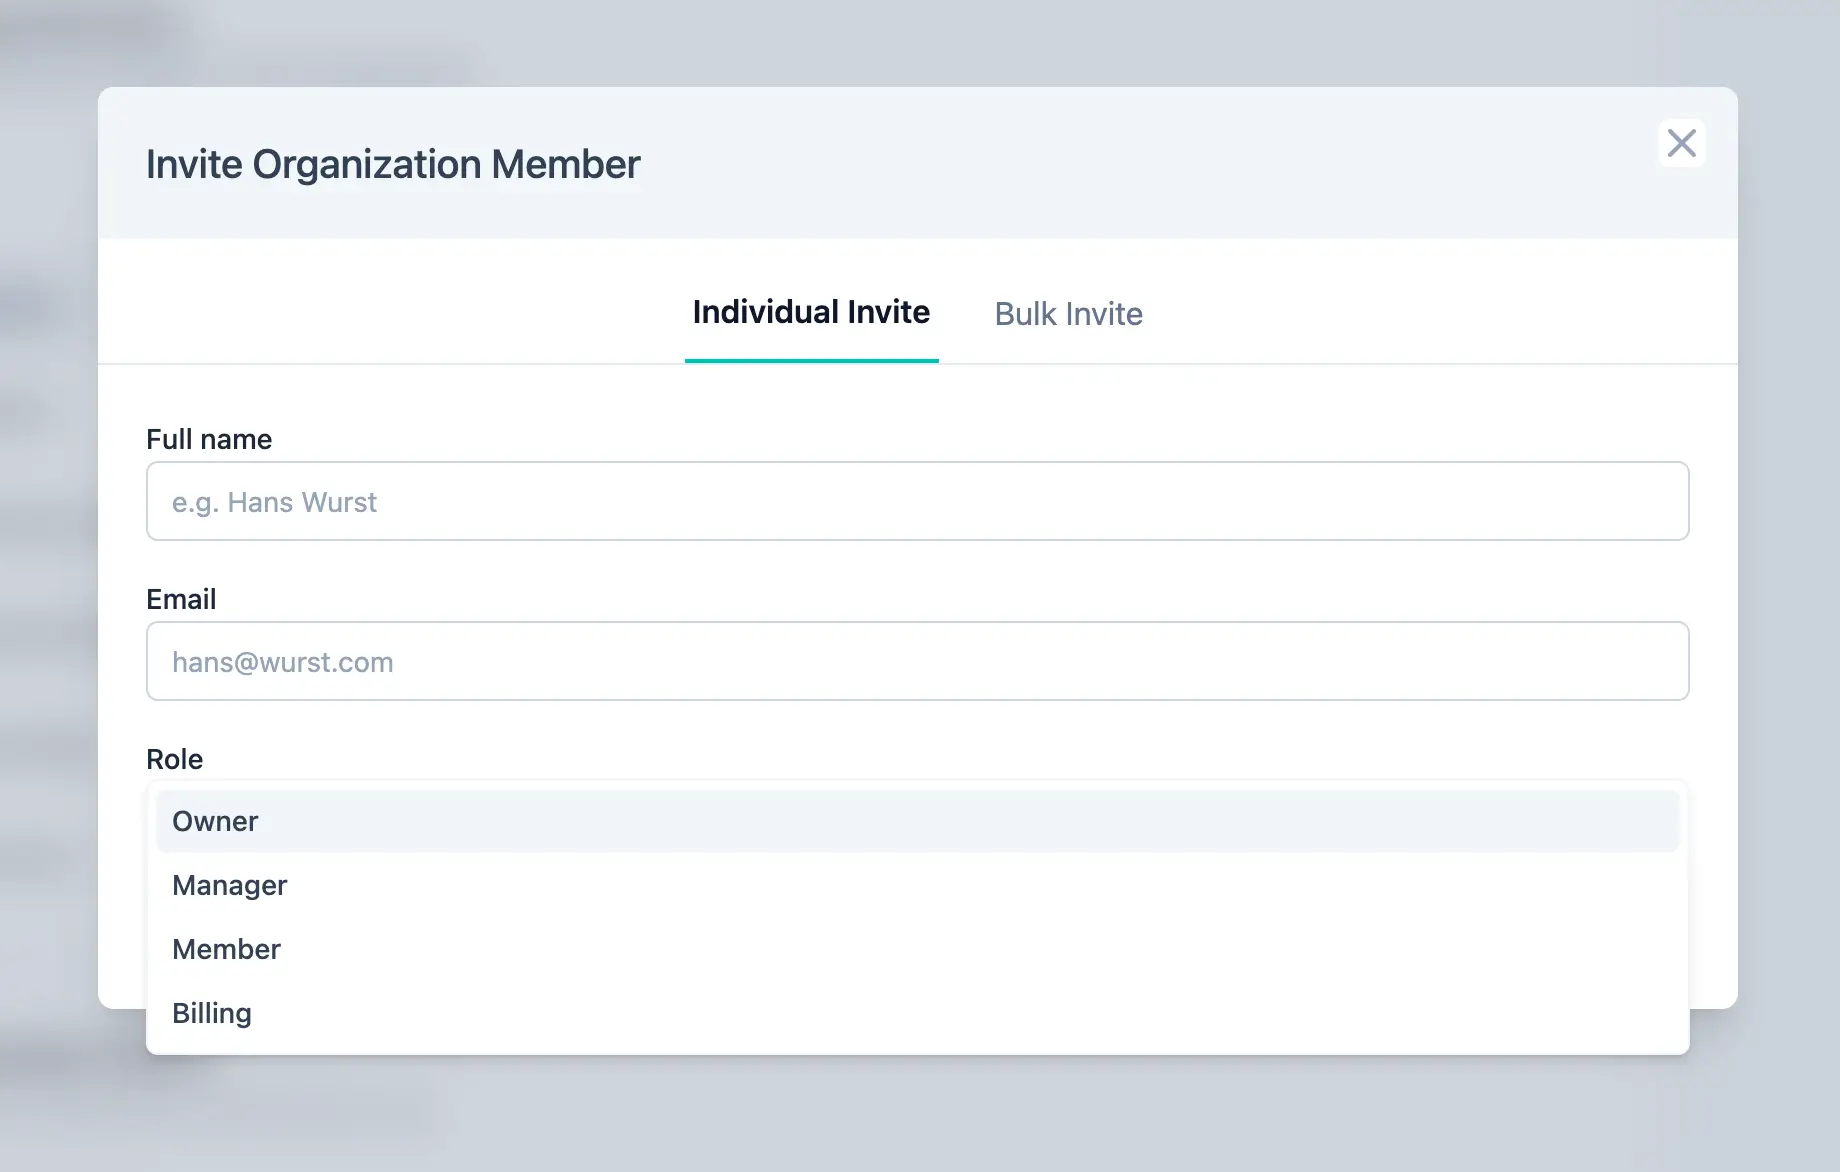 Invite Organization Member
Individual Invite
Bulk Invite
Full name
e.g. Hans Wurst
Email
hans@wurst.com
Role
Owner
Manager
Member
Billing